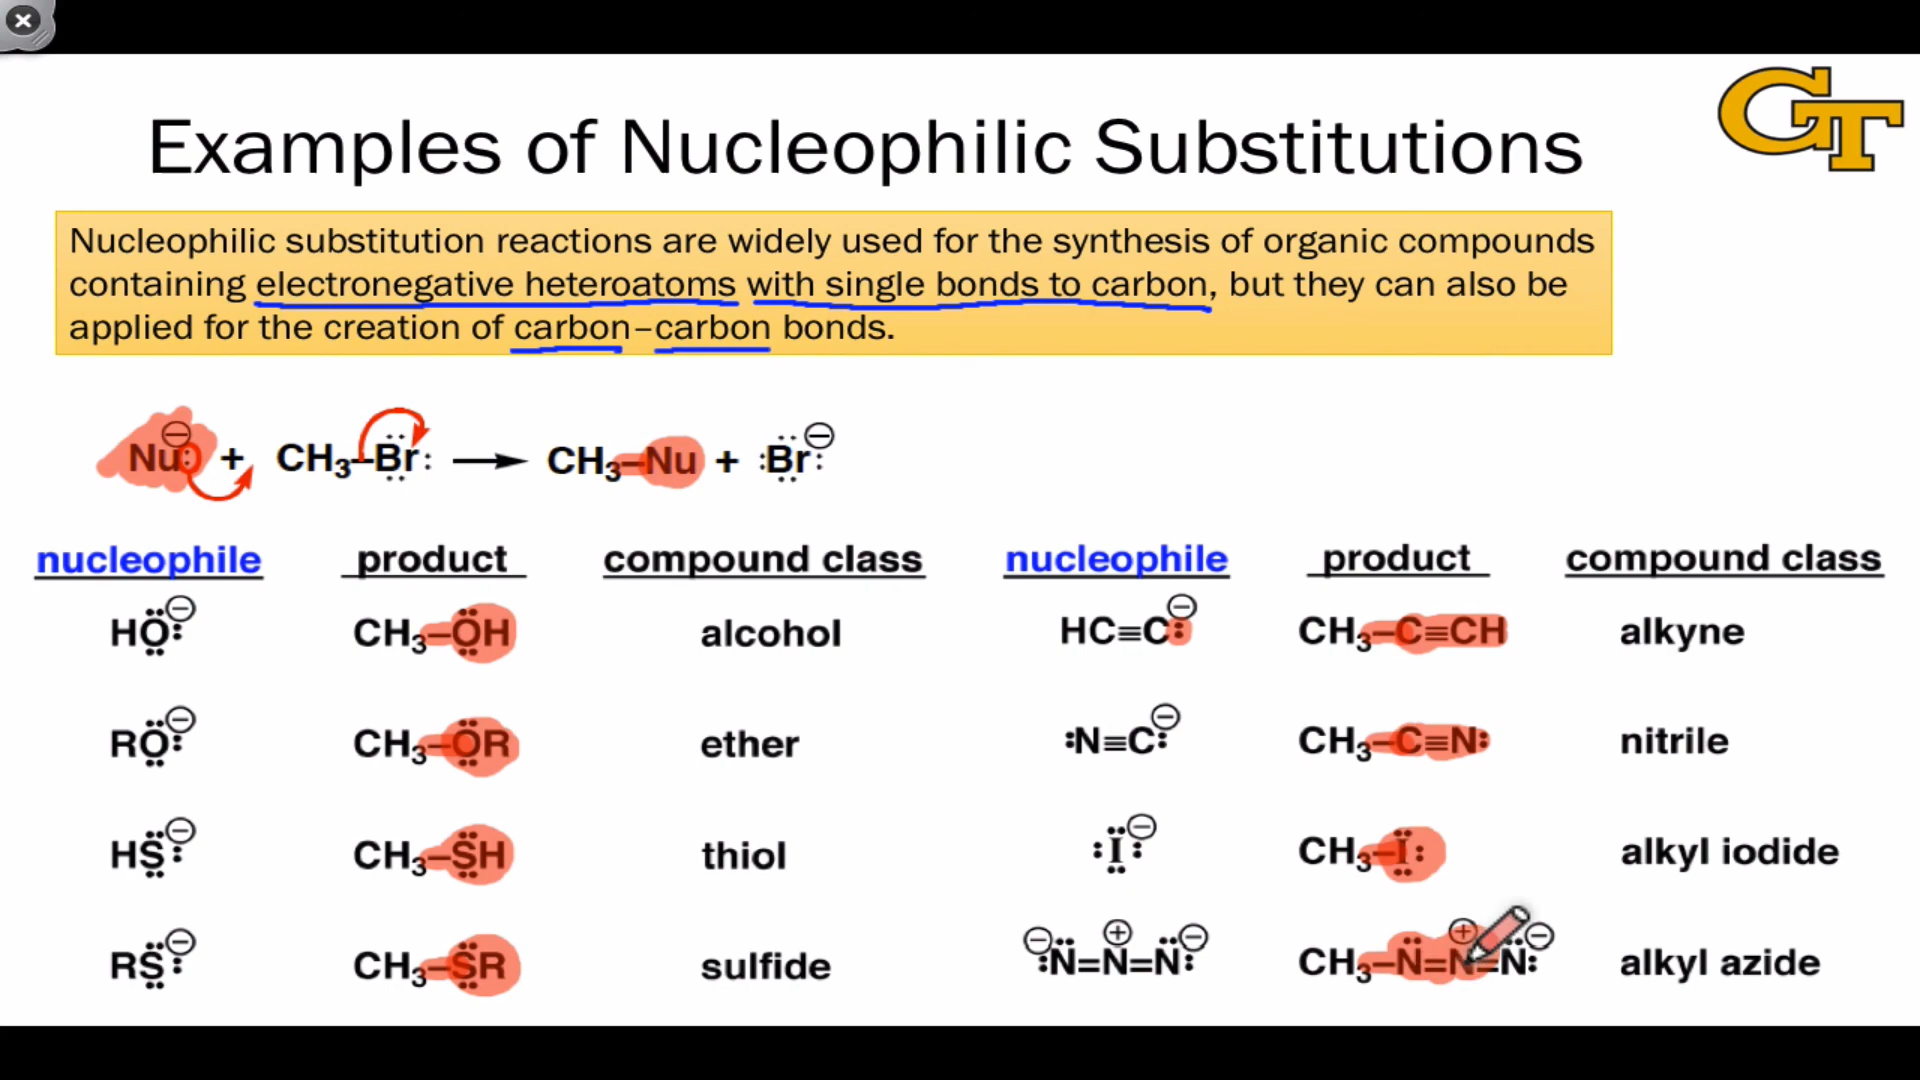 GT
Examples of Nucleophilic Substitutions
Nucleophilic substitution reactions are widely used for the synthesis of organic compounds
containing electronegative heteroatoms with single bonds to carbon, but they can also be
applied for the creation of carbon–carbon bonds.
Nu:⊖ + CH₃–Br: → CH₃–Nu + :Br:⊖
nucleophile product compound class nucleophile product compound class
HO:⊖ CH₃–OH alcohol HC≡C:⊖ CH₃–C≡CH alkyne
RO:⊖ CH₃–OR ether :N≡C:⊖ CH₃–C≡N: nitrile
HS:⊖ CH₃–SH thiol :I:⊖ CH₃–I: alkyl iodide
RS:⊖ CH₃–SR sulfide ⊖:N=N⊕=N:⊖ CH₃–N=N⊕=N:⊖ alkyl azide